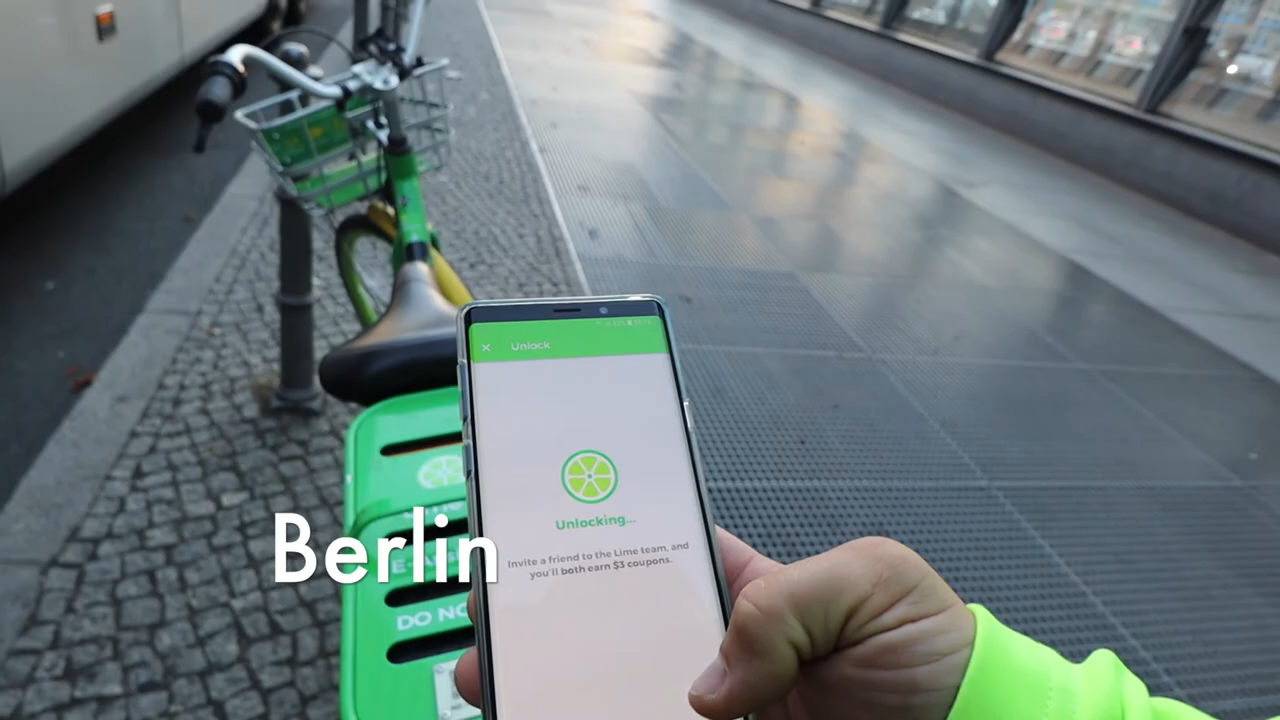 Unlock
Unlocking...
Invite a friend to the Lime team, and
you'll both earn $3 coupons.
Berlin
DO NO